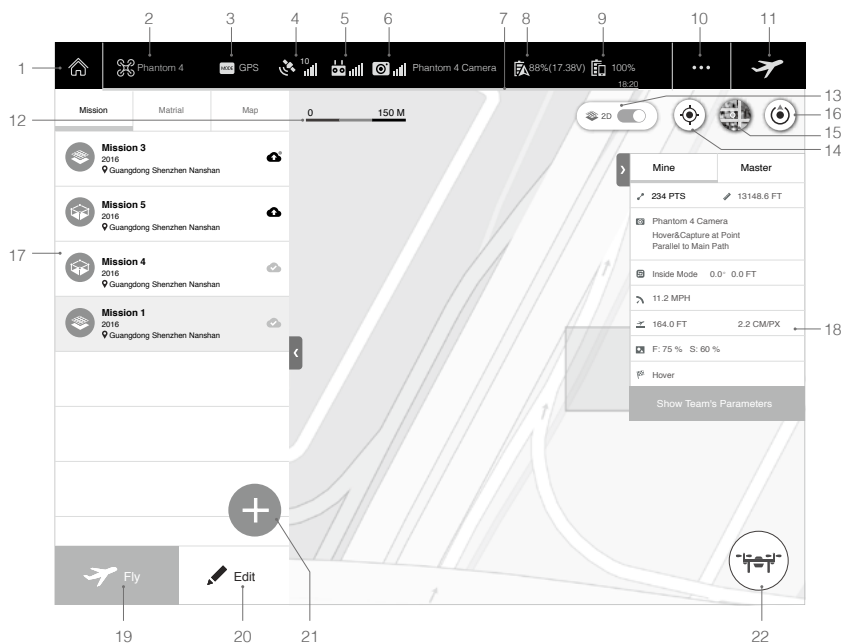 2 3 4 5 6 7 8 9 10 11
1
Phantom 4 MODE GPS 10 Phantom 4 Camera 88%(17.38V) 100% •••
18:20
Mission Matrial Map
12
0 150 M
2D
13
16
15
14
Mission 3
2016
Guangdong Shenzhen Nanshan
Mission 5
2016
Guangdong Shenzhen Nanshan
17
Mission 4
2016
Guangdong Shenzhen Nanshan
Mission 1
2016
Guangdong Shenzhen Nanshan
Mine Master
234 PTS 13148.6 FT
Phantom 4 Camera
Hover&Capture at Point
Parallel to Main Path
Inside Mode 0.0° 0.0 FT
11.2 MPH
164.0 FT 2.2 CM/PX
18
F: 75 % S: 60 %
Hover
Show Team's Parameters
Fly Edit
19 20 21 22